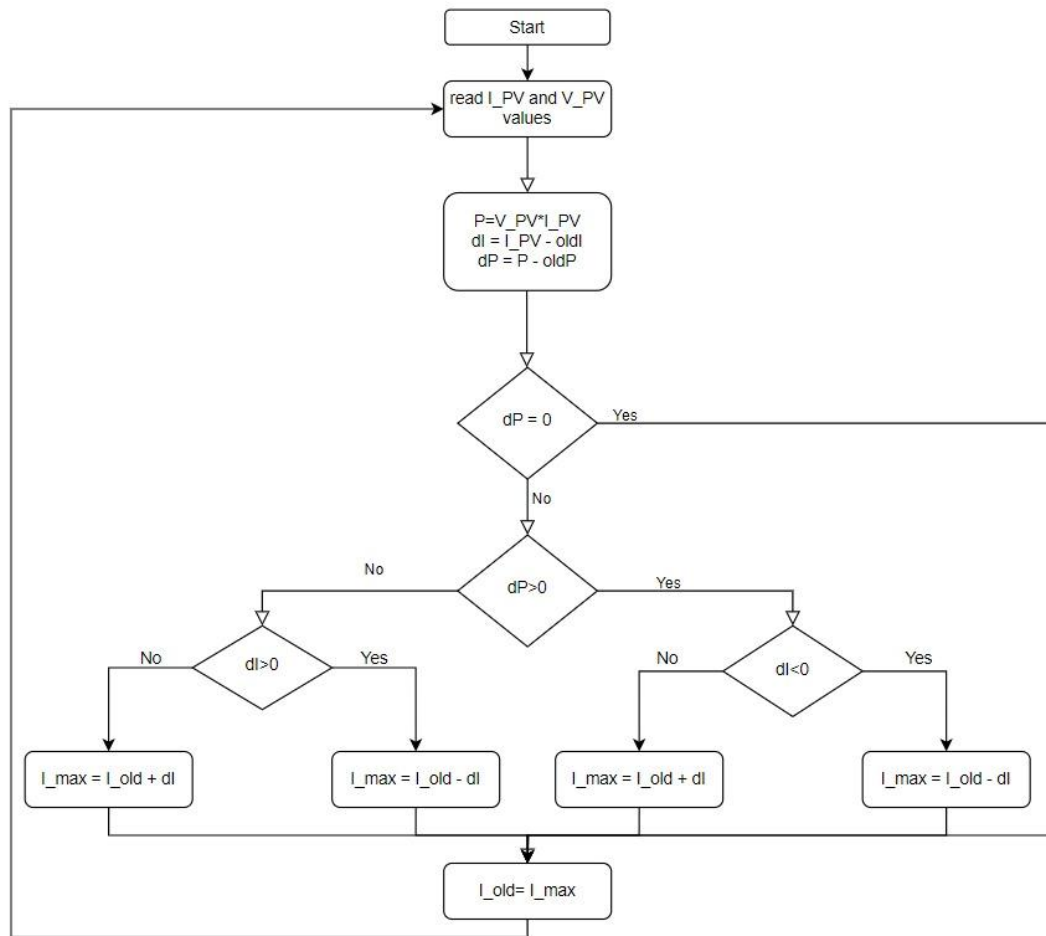 Start
read I_PV and V_PV
values
P=V_PV*I_PV
dI = I_PV - oldI
dP = P - oldP
dP = 0
Yes
No
dP>0
No
Yes
dI>0
No
Yes
dI<0
No
Yes
I_max = I_old + dI
I_max = I_old - dI
I_max = I_old + dI
I_max = I_old - dI
I_old= I_max